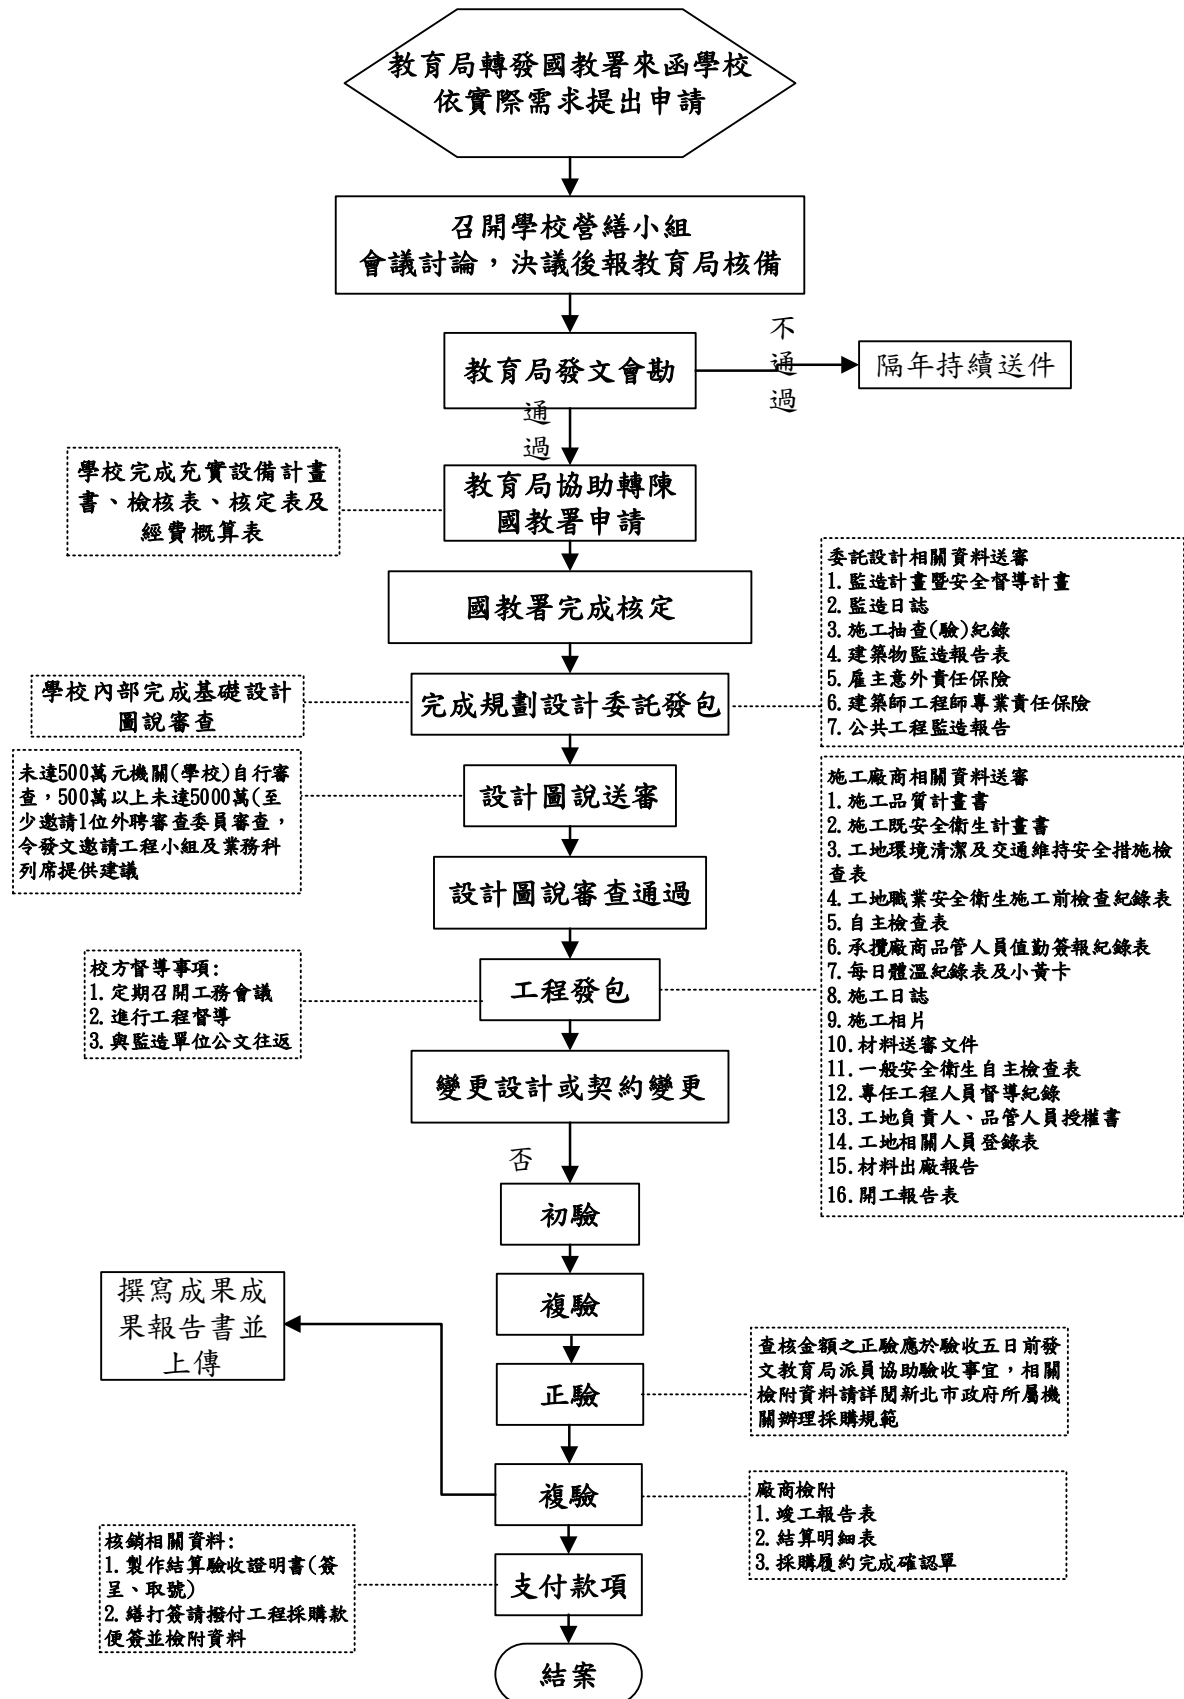 教育局轉發國教署來函學校
依實際需求提出申請
召開學校營繕小組
會議討論，決議後報教育局核備
教育局發文會勘
不
通
過
隔年持續送件
通
過
學校完成充實設備計畫
書、檢核表、核定表及
經費概算表
教育局協助轉陳
國教署申請
國教署完成核定
學校內部完成基礎設計
圖說審查
完成規劃設計委託發包
委託設計相關資料送審
1. 監造計畫暨安全督導計畫
2. 監造日誌
3. 施工抽查(驗)紀錄
4. 建築物監造報告表
5. 雇主意外責任保險
6. 建築師工程師專業責任保險
7. 公共工程監造報告
未達500萬元機關(學校)自行審
查，500萬以上未達5000萬(至
少邀請1位外聘審查委員審查，
令發文邀請工程小組及業務科
列席提供建議
設計圖說送審
設計圖說審查通過
施工廠商相關資料送審
1. 施工品質計畫書
2. 施工既安全衛生計畫書
3. 工地環境清潔及交通維持安全措施檢
查表
4. 工地職業安全衛生施工前檢查紀錄表
5. 自主檢查表
6. 承攬廠商品管人員值勤簽報紀錄表
7. 每日體溫紀錄表及小黃卡
8. 施工日誌
9. 施工相片
10. 材料送審文件
11. 一般安全衛生自主檢查表
12. 專任工程人員督導紀錄
13. 工地負責人、品管人員授權書
14. 工地相關人員登錄表
15. 材料出廠報告
16. 開工報告表
校方督導事項:
1. 定期召開工務會議
2. 進行工程督導
3. 與監造單位公文往返
工程發包
變更設計或契約變更
否
初驗
複驗
撰寫成果成
果報告書並
上傳
正驗
查核金額之正驗應於驗收五日前發
文教育局派員協助驗收事宜，相關
檢附資料請詳閱新北市政府所屬機
關辦理採購規範
複驗
廠商檢附
1. 竣工報告表
2. 結算明細表
3. 採購履約完成確認單
核銷相關資料:
1. 製作結算驗收證明書(簽
呈、取號)
2. 繕打簽請撥付工程採購款
便簽並檢附資料
支付款項
結案